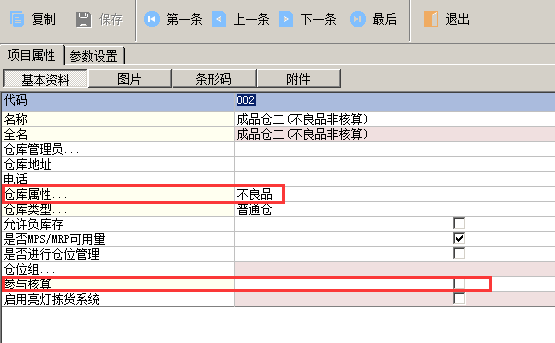 复制 保存 第一条 上一条 下一条 最后 退出
项目属性 参数设置
基本资料 图片 条形码 附件
代码 002
名称 成品仓二(不良品非核算)
全名 成品仓二(不良品非核算)
仓库管理员...
仓库地址
电话
仓库属性... 不良品
仓库类型... 普通仓
允许负库存
是否MPS/MRP可用量
是否进行仓位管理
仓位组...
参与核算
启用亮灯拣货系统